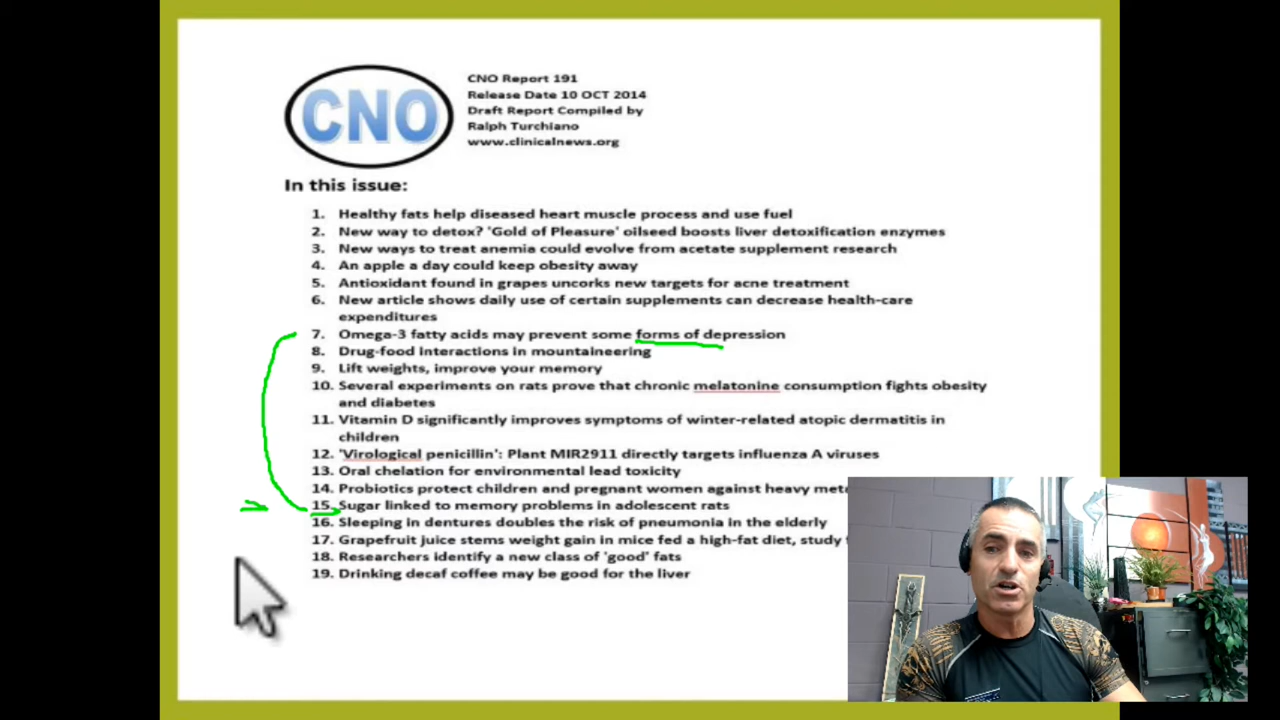 CNO
CNO Report 191
Release Date 10 OCT 2014
Draft Report Compiled by
Ralph Turchiano
www.clinicalnews.org
In this issue:
1. Healthy fats help diseased heart muscle process and use fuel
2. New way to detox? 'Gold of Pleasure' oilseed boosts liver detoxification enzymes
3. New ways to treat anemia could evolve from acetate supplement research
4. An apple a day could keep obesity away
5. Antioxidant found in grapes uncorks new targets for acne treatment
6. New article shows daily use of certain supplements can decrease health-care
expenditures
7. Omega-3 fatty acids may prevent some forms of depression
8. Drug-food interactions in mountaineering
9. Lift weights, improve your memory
10. Several experiments on rats prove that chronic melatonine consumption fights obesity
and diabetes
11. Vitamin D significantly improves symptoms of winter-related atopic dermatitis in
children
12. 'Virological penicillin': Plant MIR2911 directly targets influenza A viruses
13. Oral chelation for environmental lead toxicity
14. Probiotics protect children and pregnant women against heavy
15. Sugar linked to memory problems in adolescent rats
16. Sleeping in dentures doubles the risk of pneumonia in the elderly
17. Grapefruit juice stems weight gain in mice fed a high-fat diet, study
18. Researchers identify a new class of 'good' fats
19. Drinking decaf coffee may be good for the liver